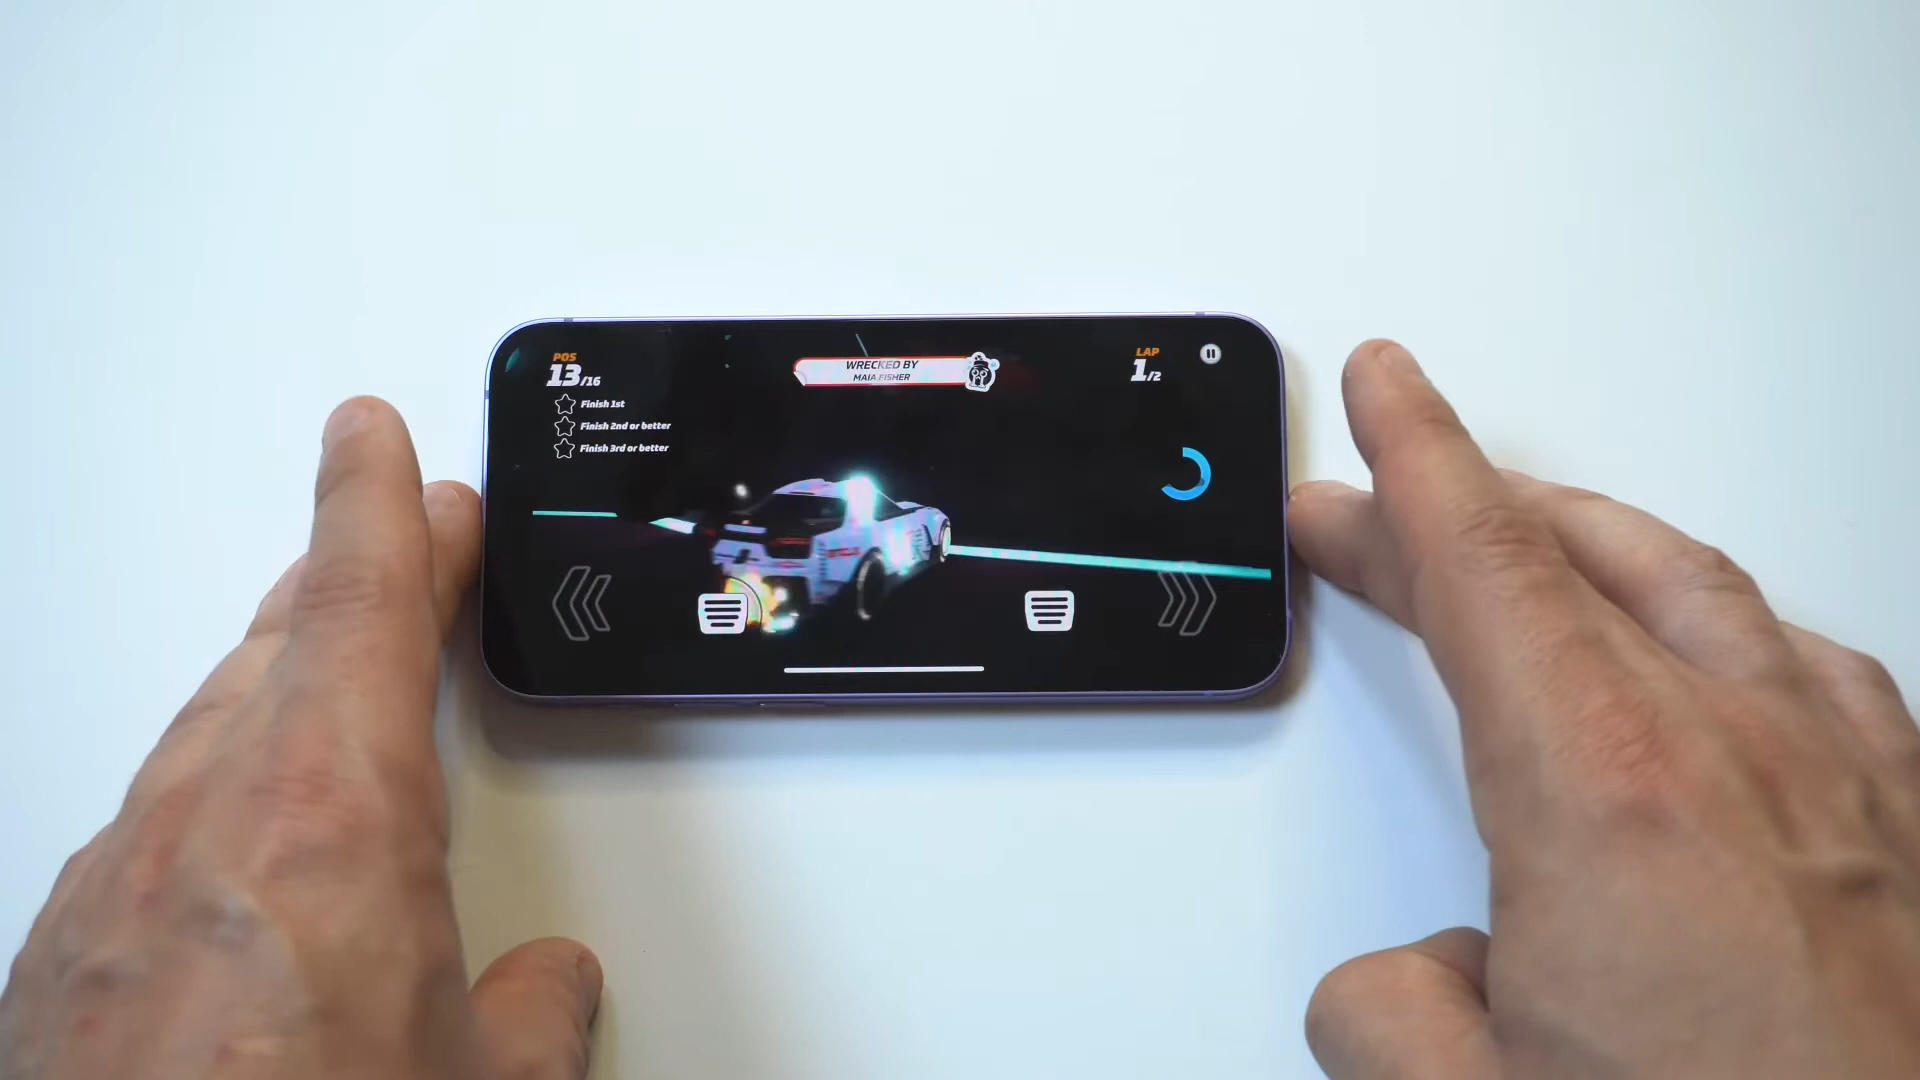 POS
13/16
Finish 1st
Finish 2nd or better
Finish 3rd or better
WRECKED BY
MAIA FISHER
LAP
1/2